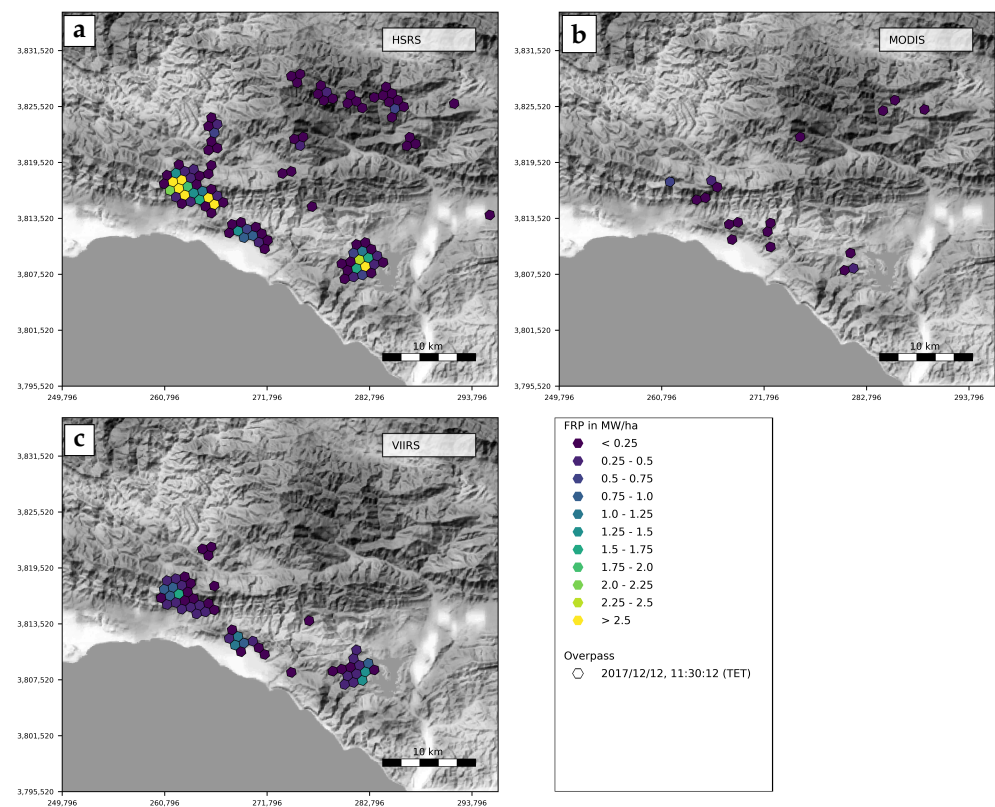 a
HSRS
3,831,520
3,825,520
3,819,520
3,813,520
3,807,520
3,801,520
3,795,520
10 km
249,796
260,796
271,796
282,796
293,796
b
MODIS
3,831,520
3,825,520
3,819,520
3,813,520
3,807,520
3,801,520
3,795,520
10 km
249,796
260,796
271,796
282,796
293,796
c
VIIRS
3,831,520
3,825,520
3,819,520
3,813,520
3,807,520
3,801,520
3,795,520
10 km
249,796
260,796
271,796
282,796
293,796
FRP in MW/ha
< 0.25
0.25 - 0.5
0.5 - 0.75
0.75 - 1.0
1.0 - 1.25
1.25 - 1.5
1.5 - 1.75
1.75 - 2.0
2.0 - 2.25
2.25 - 2.5
> 2.5
Overpass
2017/12/12, 11:30:12 (TET)